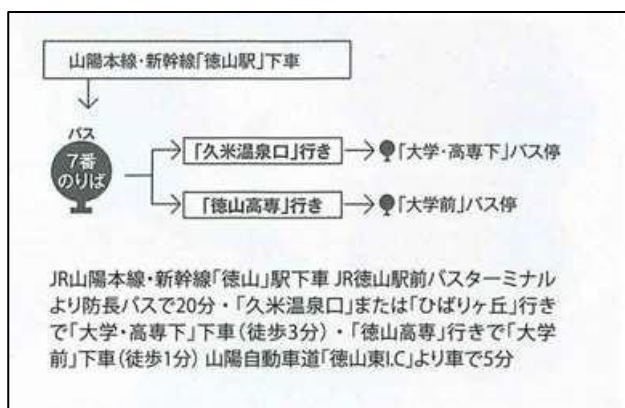 山陽本線・新幹線「徳山駅」下車
バス
7番
のりば
「久米温泉口」行き
「大学・高専下」バス停
「徳山高専」行き
「大学前」バス停
JR山陽本線・新幹線「徳山」駅下車 JR徳山駅前バスターミナル
より防長バスで20分・「久米温泉口」または「ひばりヶ丘」行き
で「大学・高専下」下車(徒歩3分)・「徳山高専」行きで「大学
前」下車(徒歩1分) 山陽自動車道「徳山東I.C」より車で5分